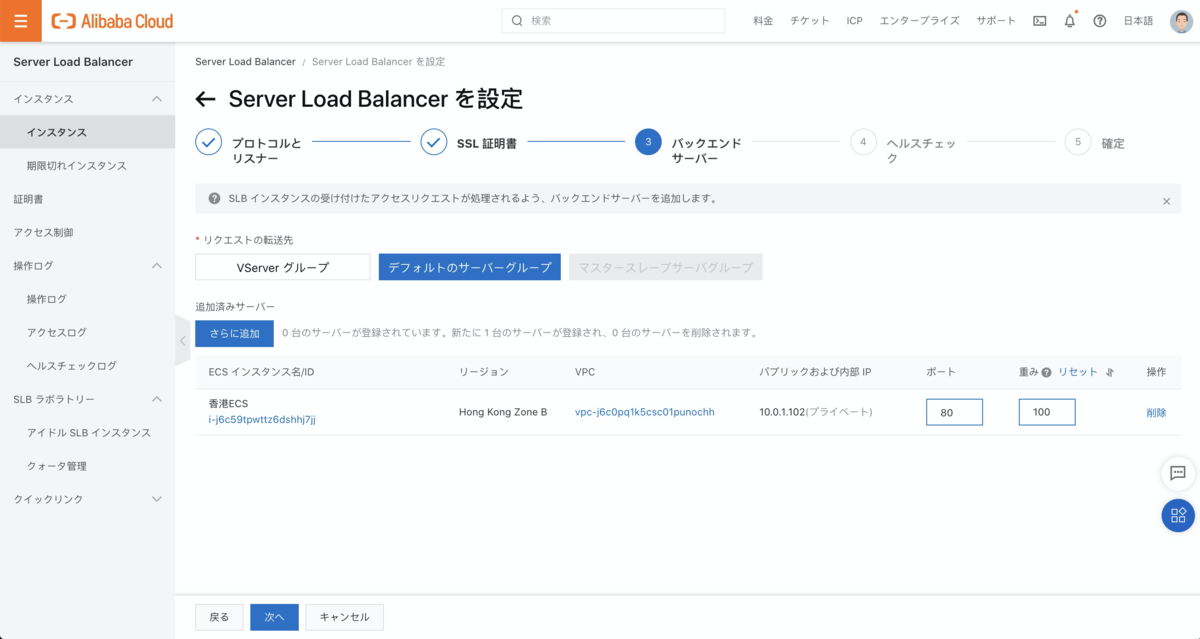 Alibaba Cloud
検索
料金 チケット ICP エンタープライズ サポート 日本語
Server Load Balancer
インスタンス
インスタンス
期限切れインスタンス
証明書
アクセス制御
操作ログ
操作ログ
アクセスログ
ヘルスチェックログ
SLB ラボラトリー
アイドル SLB インスタンス
クォータ管理
クイックリンク
Server Load Balancer / Server Load Balancer を設定
Server Load Balancer を設定
プロトコルと
リスナー
SSL 証明書
3 バックエンド
サーバー
4 ヘルスチェッ
ク
5 確定
SLB インスタンスの受け付けたアクセスリクエストが処理されるよう、バックエンドサーバーを追加します。
* リクエストの転送先
VServer グループ デフォルトのサーバーグループ マスタースレーブサーバグループ
追加済みサーバー
さらに追加 0 台のサーバーが登録されています。新たに 1 台のサーバーが登録され、0 台のサーバーを削除されます。
ECS インスタンス名/ID リージョン VPC パブリックおよび内部 IP ポート 重み リセット 操作
香港ECS
i-j6c59tpwttz6dshhj7jj Hong Kong Zone B vpc-j6c0pq1k5csc01punochh 10.0.1.102(プライベート) 80 100 削除
戻る 次へ キャンセル